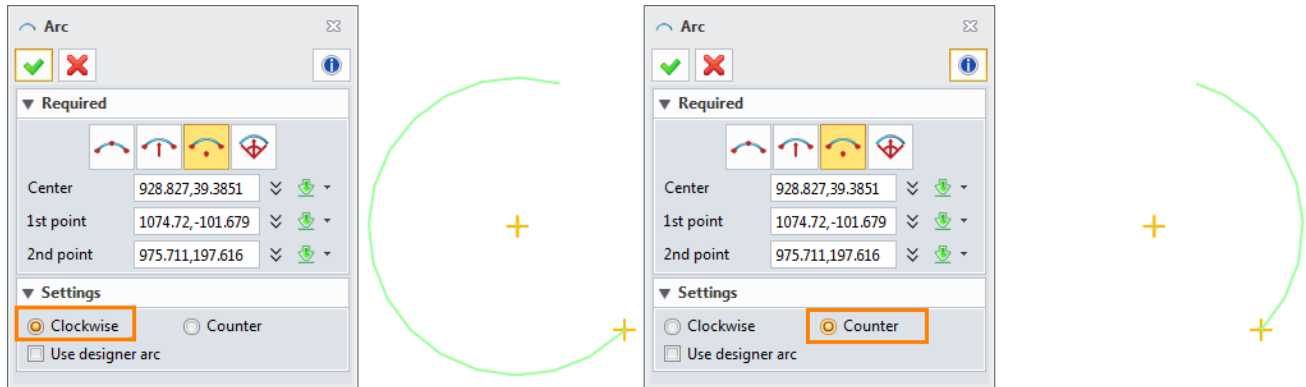 Arc
Required
Center 928.827,39.3851
1st point 1074.72,-101.679
2nd point 975.711,197.616
Settings
Clockwise Counter
Use designer arc
Arc
Required
Center 928.827,39.3851
1st point 1074.72,-101.679
2nd point 975.711,197.616
Settings
Clockwise Counter
Use designer arc